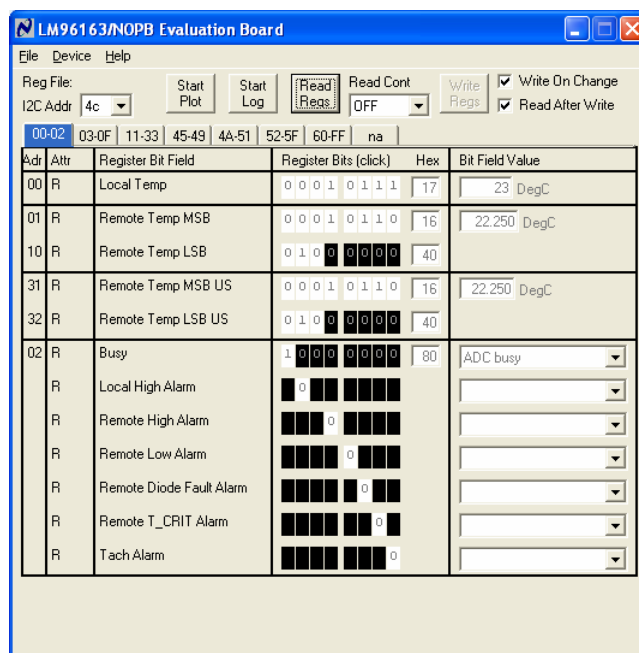 LM96163/NOPB Evaluation Board
File Device Help
Reg File:
I2C Addr 4c
Start Plot
Start Log
Read Regs
Read Cont
OFF
Write Regs
Write On Change
Read After Write
00-02 03-0F 11-33 45-49 4A-51 52-5F 60-FF na
Adr Attr Register Bit Field Register Bits (click) Hex Bit Field Value
00 R Local Temp 0 0 0 1 0 1 1 1 17 23 DegC
01 R Remote Temp MSB 0 0 0 1 0 1 1 0 16 22.250 DegC
10 R Remote Temp LSB 0 1 0 0 0 0 0 0 40
31 R Remote Temp MSB US 0 0 0 1 0 1 1 0 16 22.250 DegC
32 R Remote Temp LSB US 0 1 0 0 0 0 0 0 40
02 R Busy 1 0 0 0 0 0 0 0 80 ADC busy
R Local High Alarm 0
R Remote High Alarm 0
R Remote Low Alarm 0
R Remote Diode Fault Alarm 0
R Remote T_CRIT Alarm 0
R Tach Alarm 0